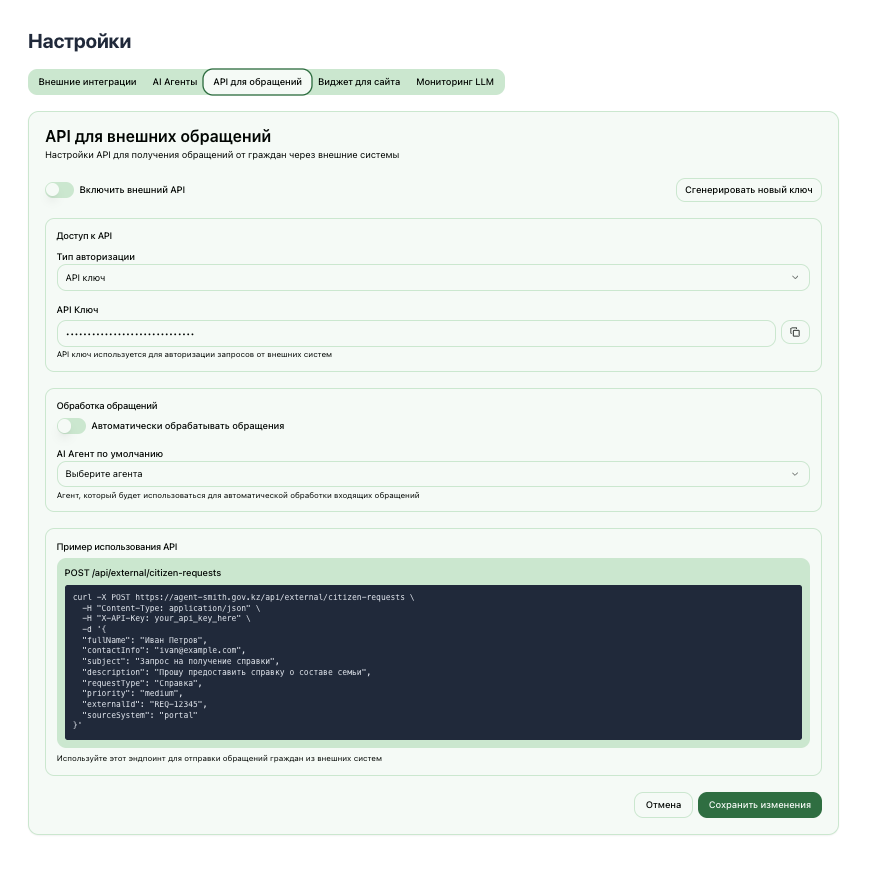 Настройки
Внешние интеграции
AI Агенты
API для обращений
Виджет для сайта
Мониторинг LLM
API для внешних обращений
Настройки API для получения обращений от граждан через внешние системы
Включить внешний API
Сгенерировать новый ключ
Доступ к API
Тип авторизации
API ключ
API Ключ
••••••••••••••••••••••••••••••
API ключ используется для авторизации запросов от внешних систем
Обработка обращений
Автоматически обрабатывать обращения
AI Агент по умолчанию
Выберите агента
Агент, который будет использоваться для автоматической обработки входящих обращений
Пример использования API
POST /api/external/citizen-requests
curl -X POST https://agent-smith.gov.kz/api/external/citizen-requests \
-H "Content-Type: application/json" \
-H "X-API-Key: your_api_key_here" \
-d '{
"fullName": "Иван Петров",
"contactInfo": "ivan@example.com",
"subject": "Запрос на получение справки",
"description": "Прошу предоставить справку о составе семьи",
"requestType": "Справка",
"priority": "medium",
"externalId": "REQ-12345",
"sourceSystem": "portal"
}'
Используйте этот эндпоинт для отправки обращений граждан из внешних систем
Отмена
Сохранить изменения